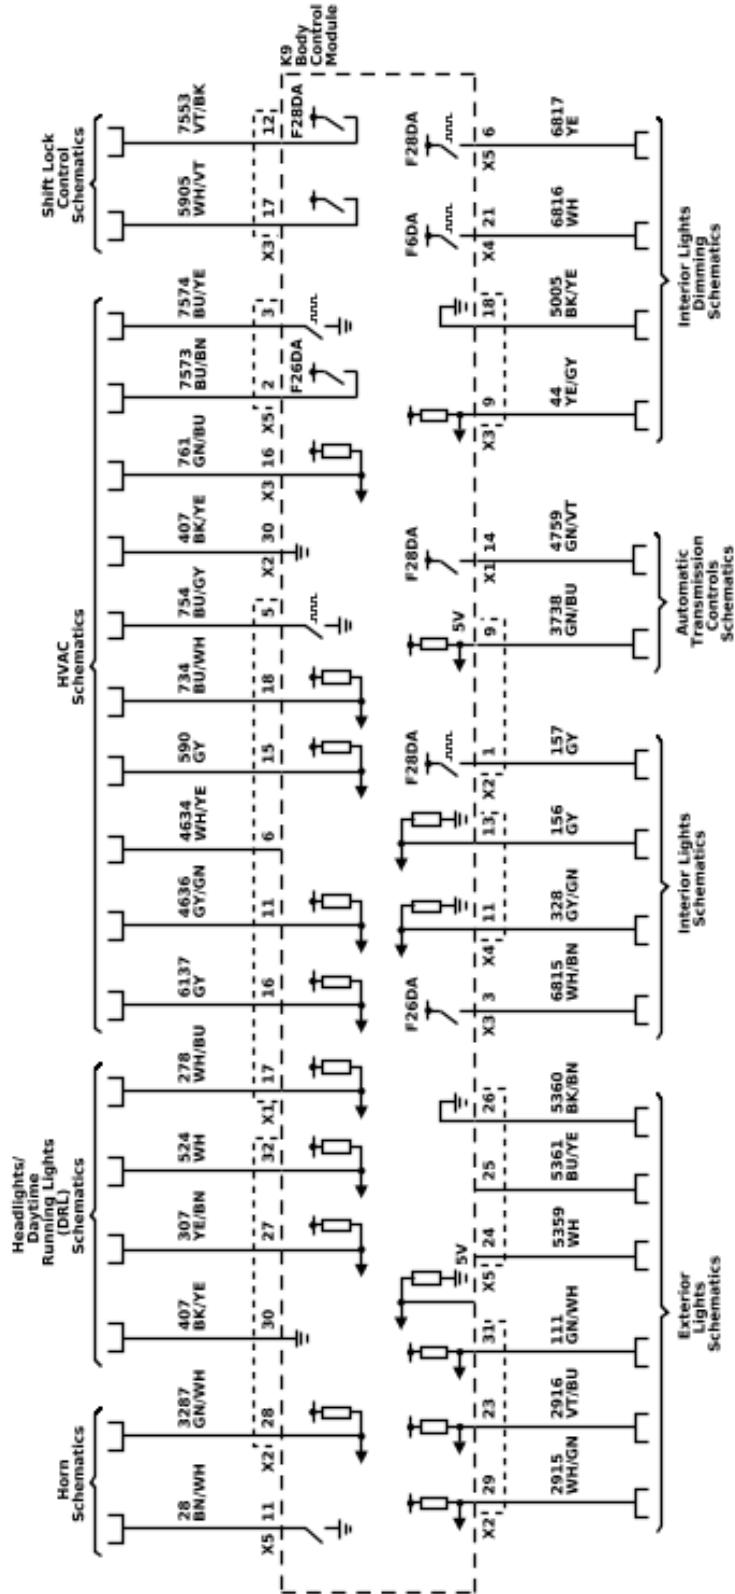 Horn
Schematics
Headlights/
Daytime
Running Lights
(DRL)
Schematics
HVAC
Schematics
Shift Lock
Control
Schematics
28
BN/WH
3287
GN/WH
407
BK/YE
307
YE/BN
524
WH
278
WH/BU
6137
GY
4636
GY/GN
4634
WH/YE
590
GY
734
BU/WH
754
BU/GY
407
BK/YE
761
GN/BU
7573
BU/BN
7574
BU/YE
5905
WH/VT
7553
VT/BK
X5 11
X2 28
30
27
32
X1 17
16
11
6
15
18
5
X2 30
X3 16
X5 2
3
X3 17
12
K9
Body
Control
Module
F26DA
F28DA
F26DA
F28DA
F28DA
F28DA
F6DA
F28DA
5V
5V
X2 29
23
31
X5 24
25
26
X3 3
X4 11
13
X2 1
9
X1 14
X3 9
18
X4 21
X5 6
2915
WH/GN
2916
VT/BU
111
GN/WH
5359
WH
5361
BU/YE
5360
BK/BN
6815
WH/BN
328
GY/GN
156
GY
157
GY
3738
GN/BU
4759
GN/VT
44
YE/GY
5005
BK/YE
6816
WH
6817
YE
Exterior
Lights
Schematics
Interior Lights
Schematics
Automatic
Transmission
Controls
Schematics
Interior Lights
Dimming
Schematics